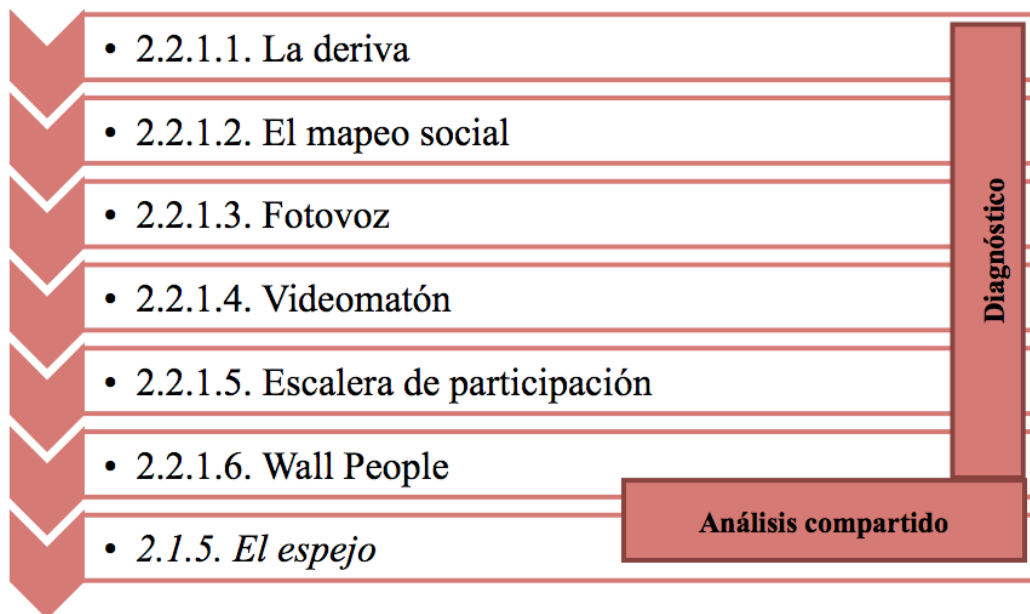 • 2.2.1.1. La deriva
• 2.2.1.2. El mapeo social
• 2.2.1.3. Fotovoz
• 2.2.1.4. Videomatón
• 2.2.1.5. Escalera de participación
• 2.2.1.6. Wall People
• 2.1.5. El espejo
Diagnóstico
Análisis compartido